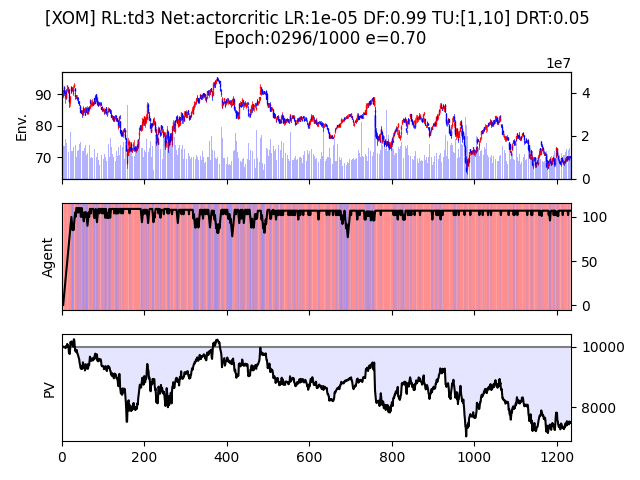 [XOM] RL:td3 Net:actorcritic LR:1e-05 DF:0.99 TU:[1,10] DRT:0.05
Epoch:0296/1000 e=0.70
1e7
90
80
70
Env.
4
2
0
Agent
100
50
0
PV
10000
8000
0 200 400 600 800 1000 1200